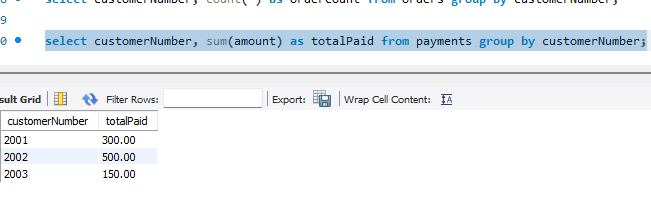 select customerNumber, count(*) as orderCount from orders group by customerNumber;
9
0 select customerNumber, sum(amount) as totalPaid from payments group by customerNumber;
sult Grid Filter Rows: Export: Wrap Cell Content:
customerNumber totalPaid
2001 300.00
2002 500.00
2003 150.00